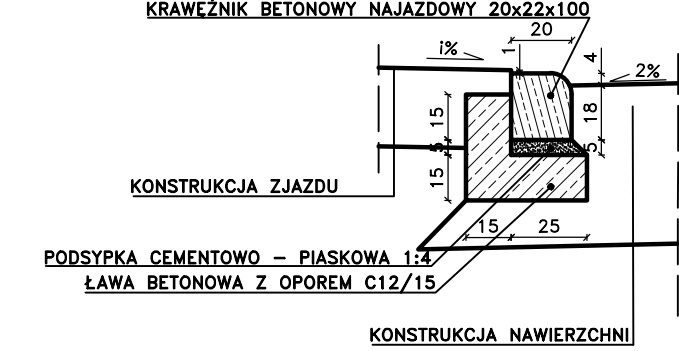 KRAWĘŻNIK BETONOWY NAJAZDOWY 20x22x100
20
1
4
i%
2%
15
18
5
5
15
KONSTRUKCJA ZJAZDU
15
25
PODSYPKA CEMENTOWO – PIASKOWA 1:4
ŁAWA BETONOWA Z OPOREM C12/15
KONSTRUKCJA NAWIERZCHNI